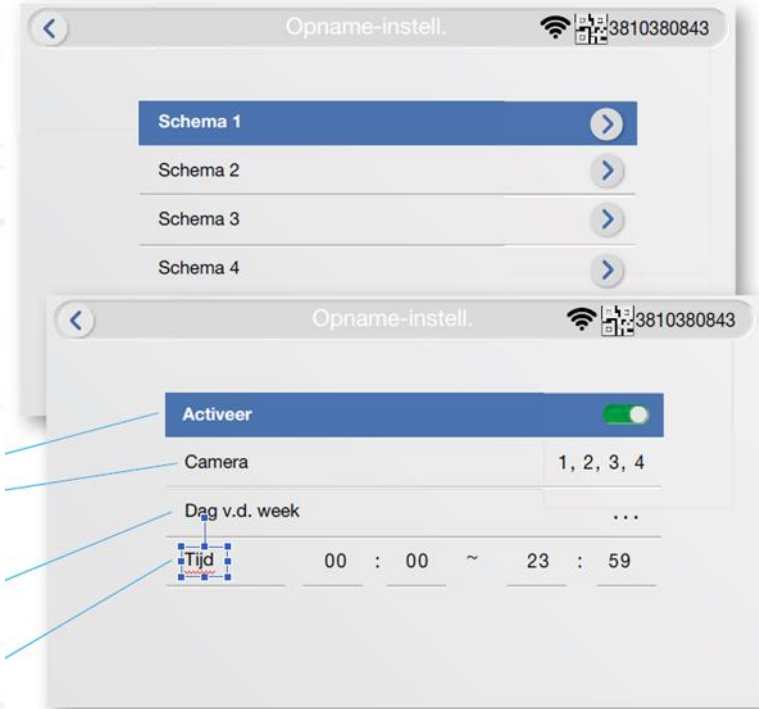 Opname-instell. 3810380843
Schema 1
Schema 2
Schema 3
Schema 4
Opname-instell. 3810380843
Activeer
Camera 1, 2, 3, 4
Dag v.d. week ...
Tijd 00 : 00 ~ 23 : 59